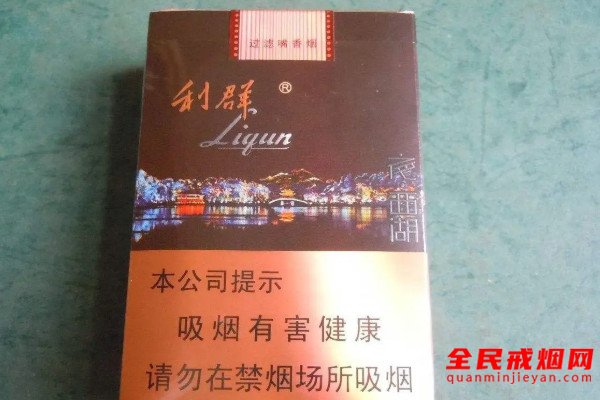 过滤嘴香烟
利群®
Liqun
夜西湖
本公司提示
吸烟有害健康
请勿在禁烟场所吸烟
全民戒烟网
quanminjieyan.com